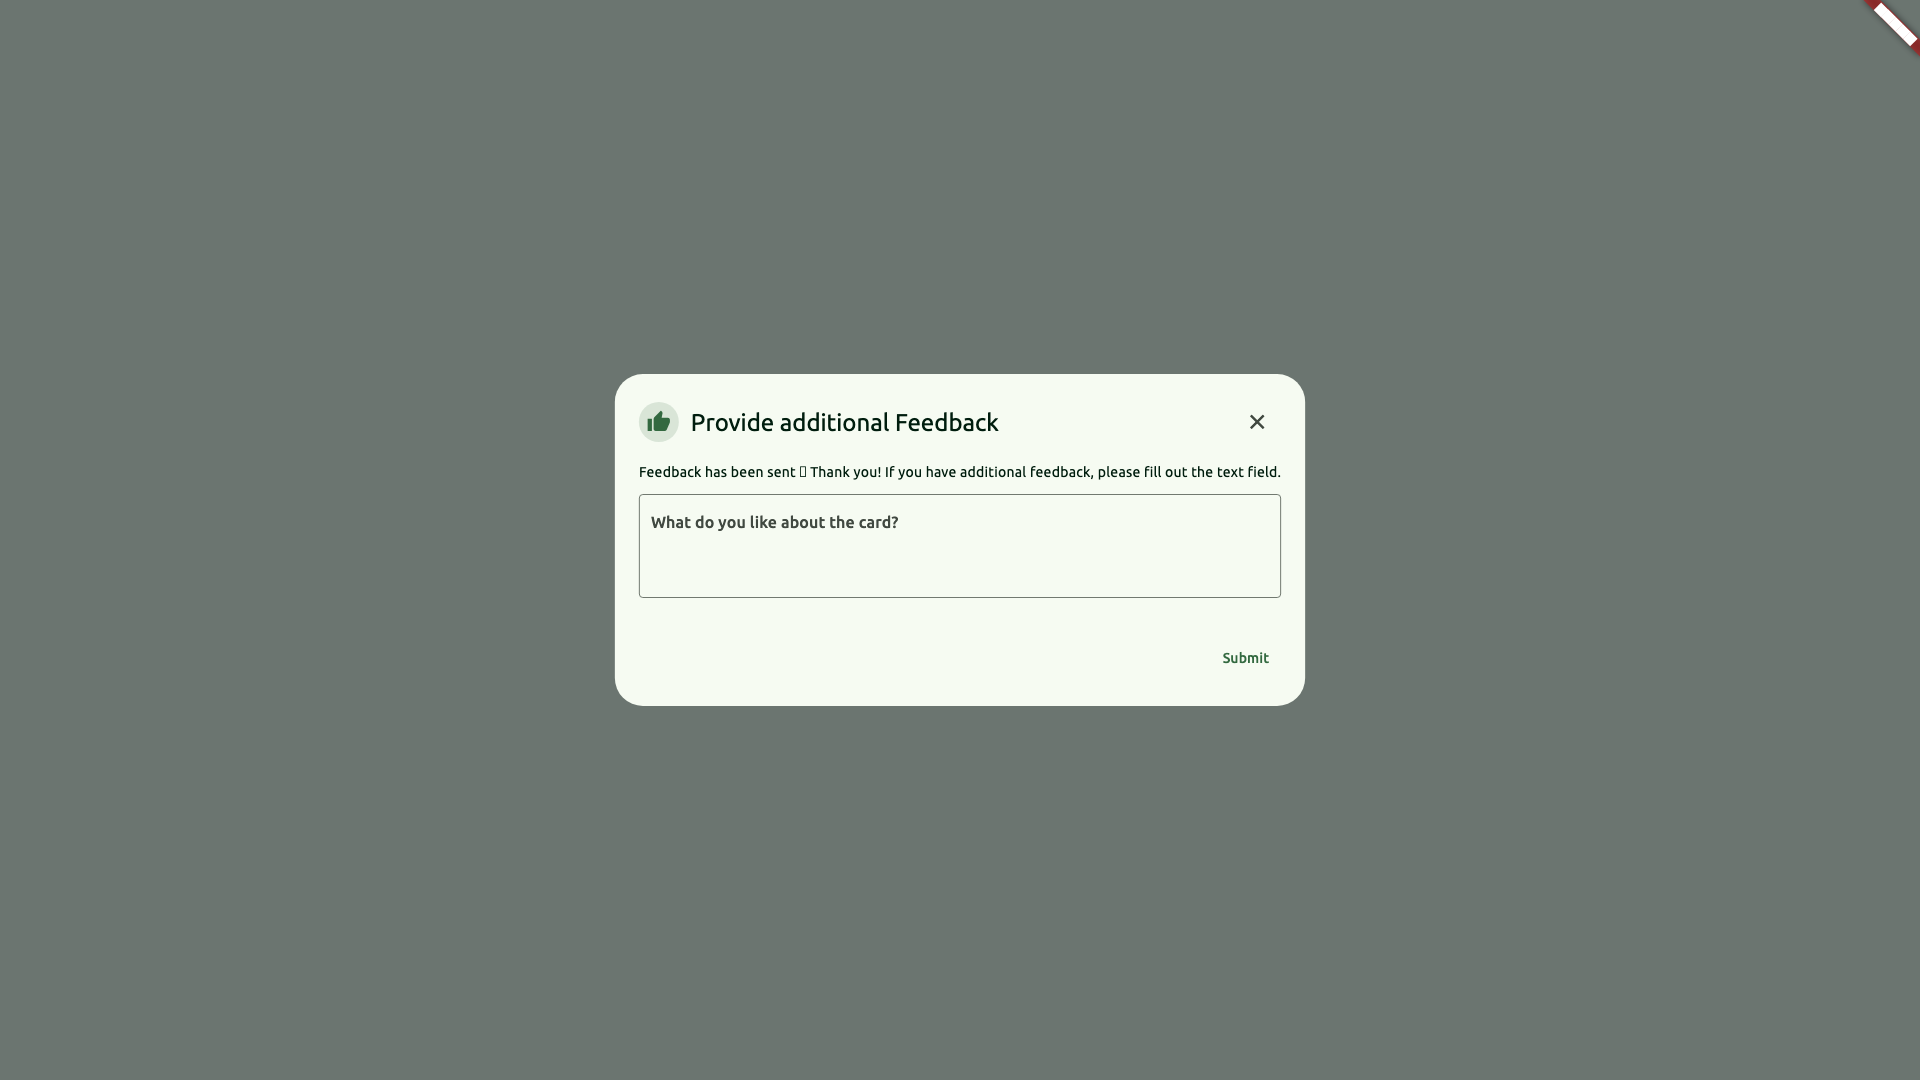 Provide additional Feedback
Feedback has been sent ▯ Thank you! If you have additional feedback, please fill out the text field.
What do you like about the card?
Submit